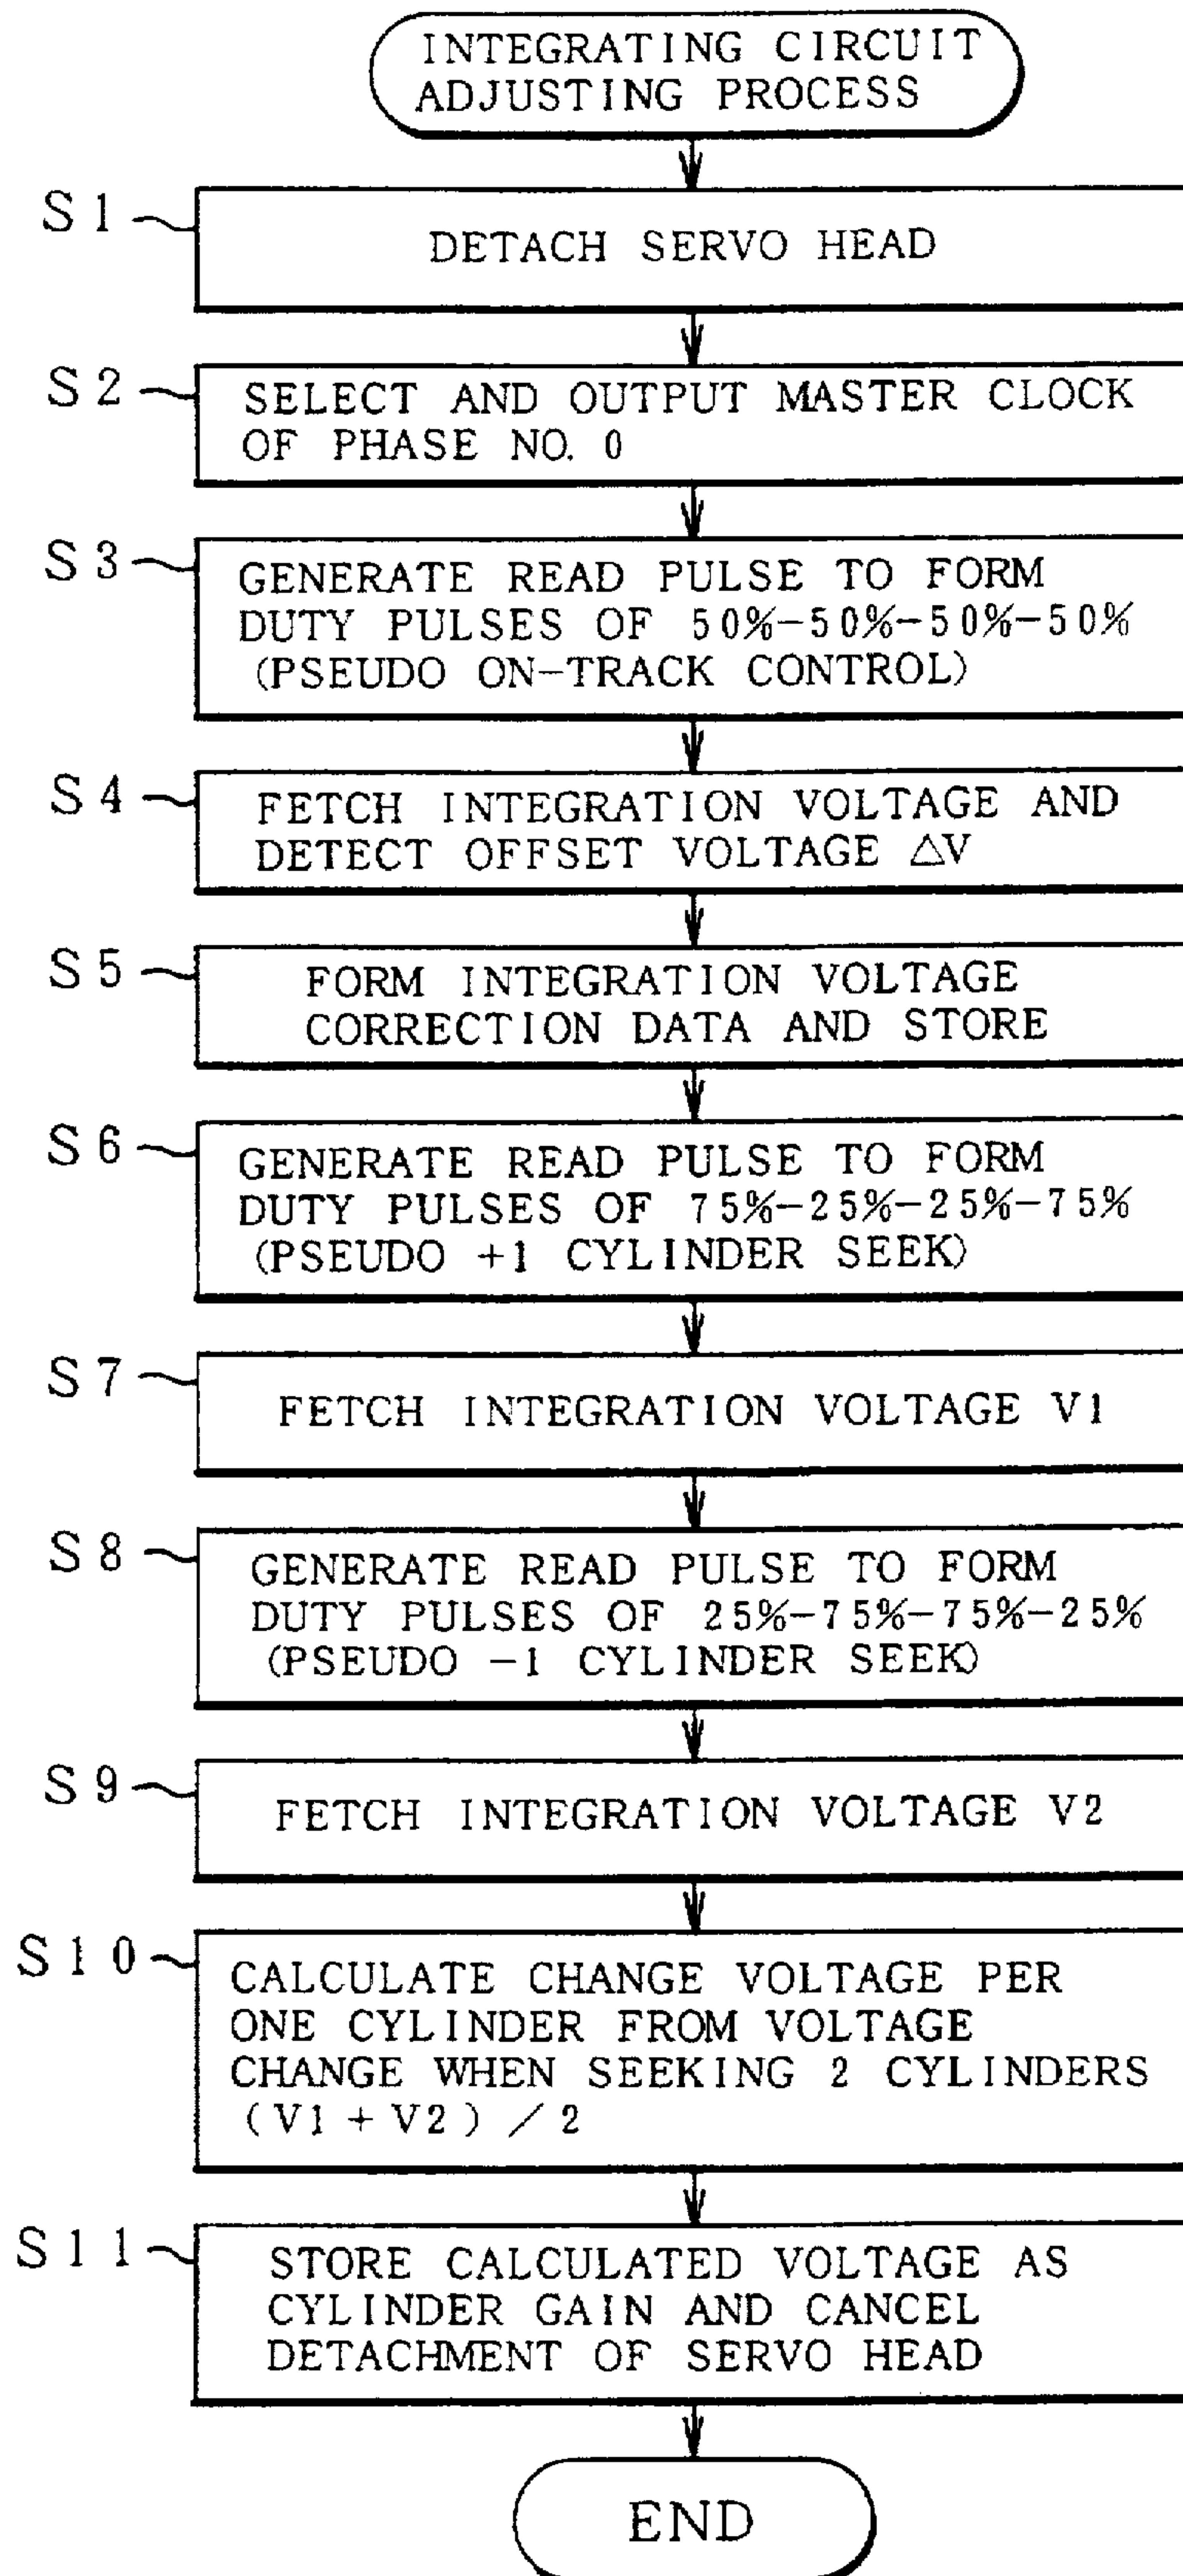 INTEGRATING CIRCUIT
ADJUSTING PROCESS
S1
DETACH SERVO HEAD
S2
SELECT AND OUTPUT MASTER CLOCK
OF PHASE NO. 0
S3
GENERATE READ PULSE TO FORM
DUTY PULSES OF 50%-50%-50%-50%
(PSEUDO ON-TRACK CONTROL)
S4
FETCH INTEGRATION VOLTAGE AND
DETECT OFFSET VOLTAGE △V
S5
FORM INTEGRATION VOLTAGE
CORRECTION DATA AND STORE
S6
GENERATE READ PULSE TO FORM
DUTY PULSES OF 75%-25%-25%-75%
(PSEUDO +1 CYLINDER SEEK)
S7
FETCH INTEGRATION VOLTAGE V1
S8
GENERATE READ PULSE TO FORM
DUTY PULSES OF 25%-75%-75%-25%
(PSEUDO -1 CYLINDER SEEK)
S9
FETCH INTEGRATION VOLTAGE V2
S10
CALCULATE CHANGE VOLTAGE PER
ONE CYLINDER FROM VOLTAGE
CHANGE WHEN SEEKING 2 CYLINDERS
(V1 + V2) / 2
S11
STORE CALCULATED VOLTAGE AS
CYLINDER GAIN AND CANCEL
DETACHMENT OF SERVO HEAD
END